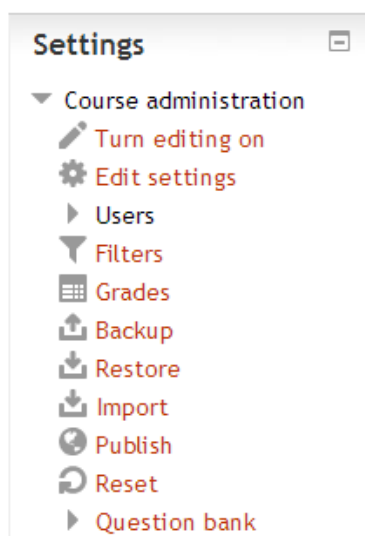 Settings
Course administration
Turn editing on
Edit settings
Users
Filters
Grades
Backup
Restore
Import
Publish
Reset
Question bank